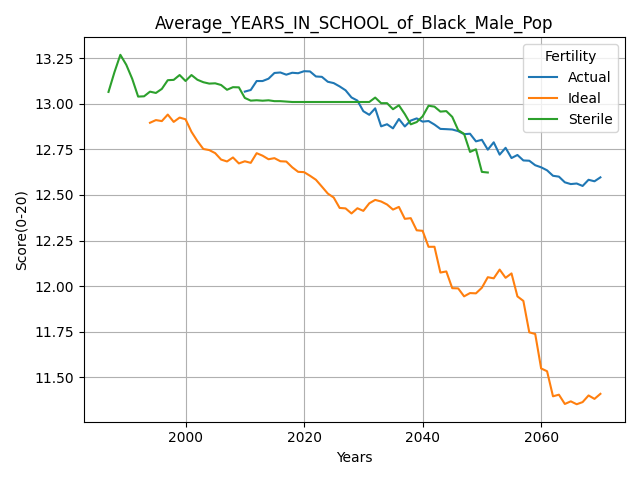 Average_YEARS_IN_SCHOOL_of_Black_Male_Pop
Fertility
Actual
Ideal
Sterile
Score(0-20)
13.25
13.00
12.75
12.50
12.25
12.00
11.75
11.50
2000
2020
2040
2060
Years